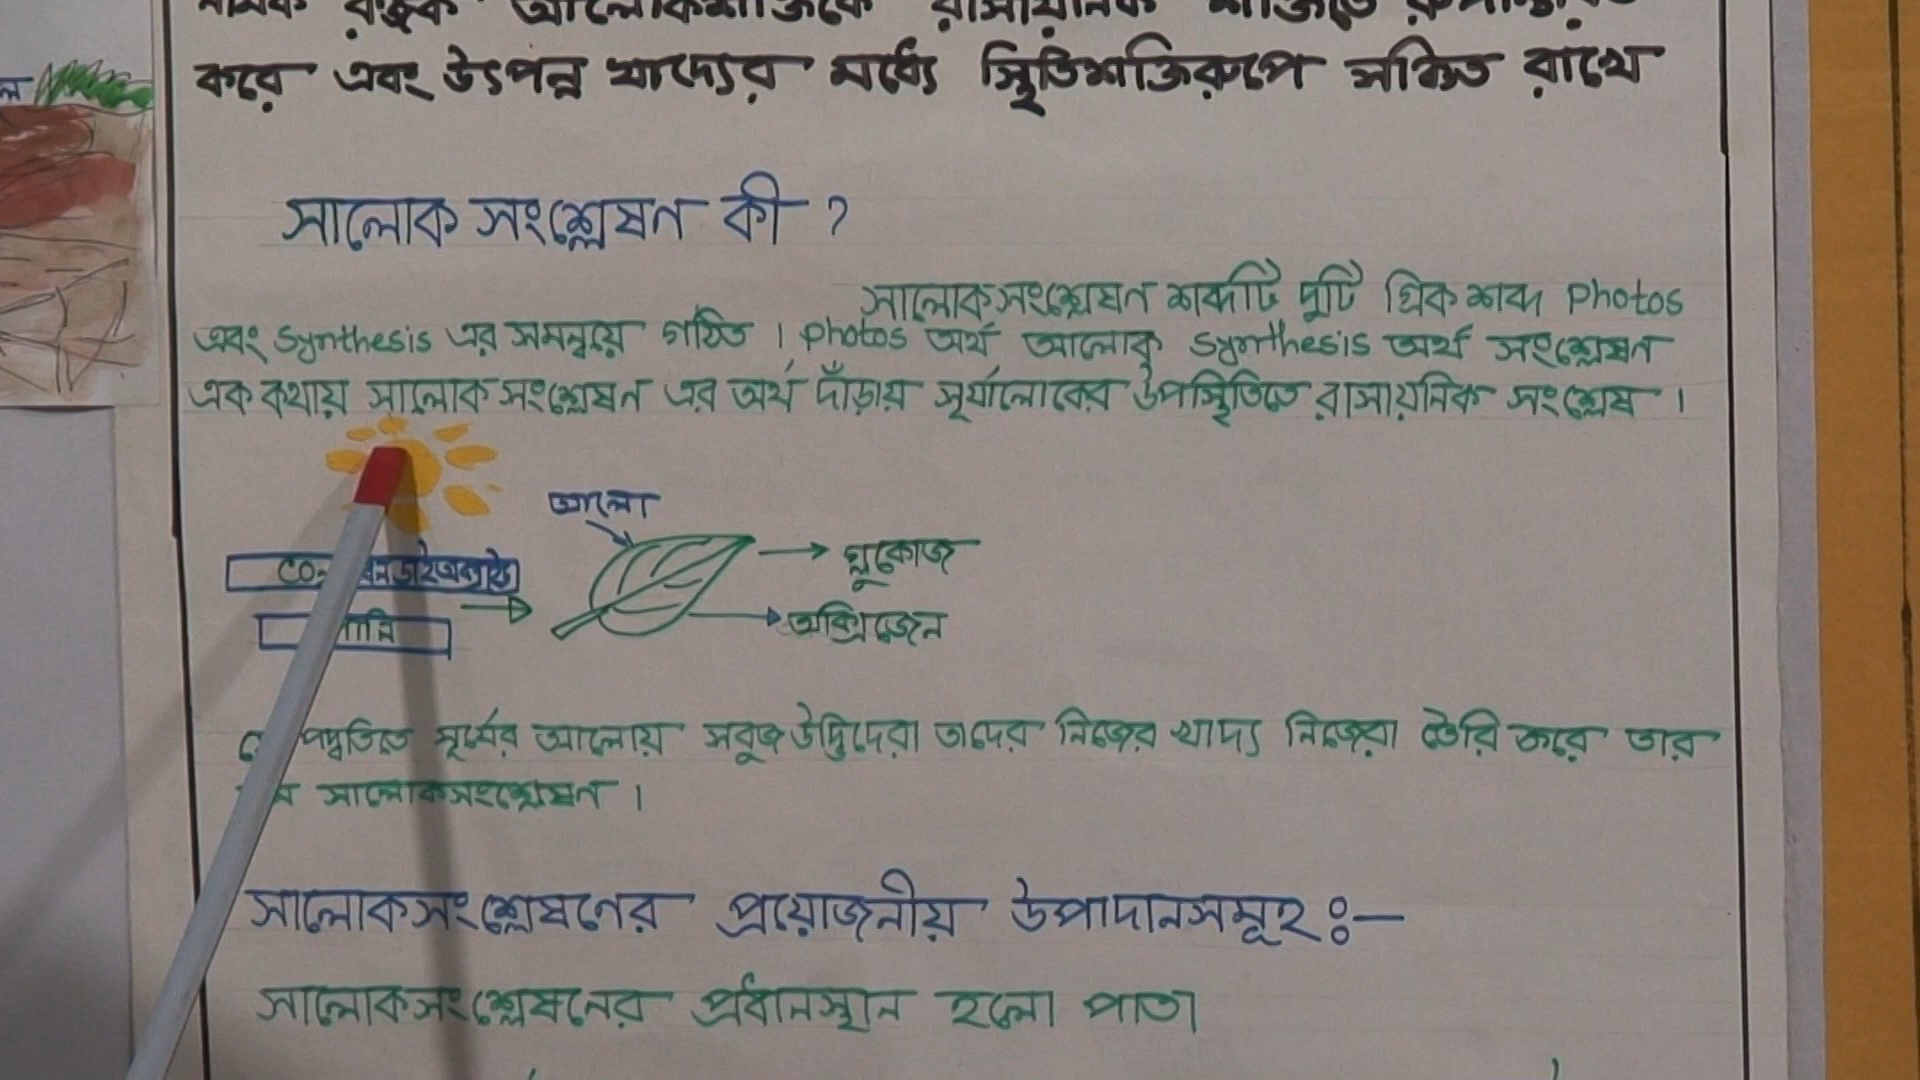 করে এবং উৎপন্ন খাদ্যের মধ্যে স্থিতিশক্তিরুপে সঞ্চিত রাখে
সালোক সংশ্লেষন কী ?
সালোকসংশ্লেষন শব্দটি দুটি গ্রিক শব্দ Photos
এবং Synthesis এর সমন্বয়ে গঠিত । photos অর্থ আলোক synthesis অর্থ সংশ্লেষন
এক কথায় সালোক সংশ্লেষন এর অর্থ দাঁড়ায় সূর্যালোকের উপস্থিতিতে রাসায়নিক সংশ্লেষ ।
আলো
গ্লুকোজ
অক্সিজেন
পদ্ধতিতে সূর্যের আলোয় সবুজ উদ্ভিদেরা তাদের নিজের খাদ্য নিজেরা তৈরি করে তার
সালোকসংশ্লেষন ।
সালোকসংশ্লেষণের প্রয়োজনীয় উপাদানসমূহ :-
সালোকসংশ্লেষনের প্রধানস্থান হলো পাতা